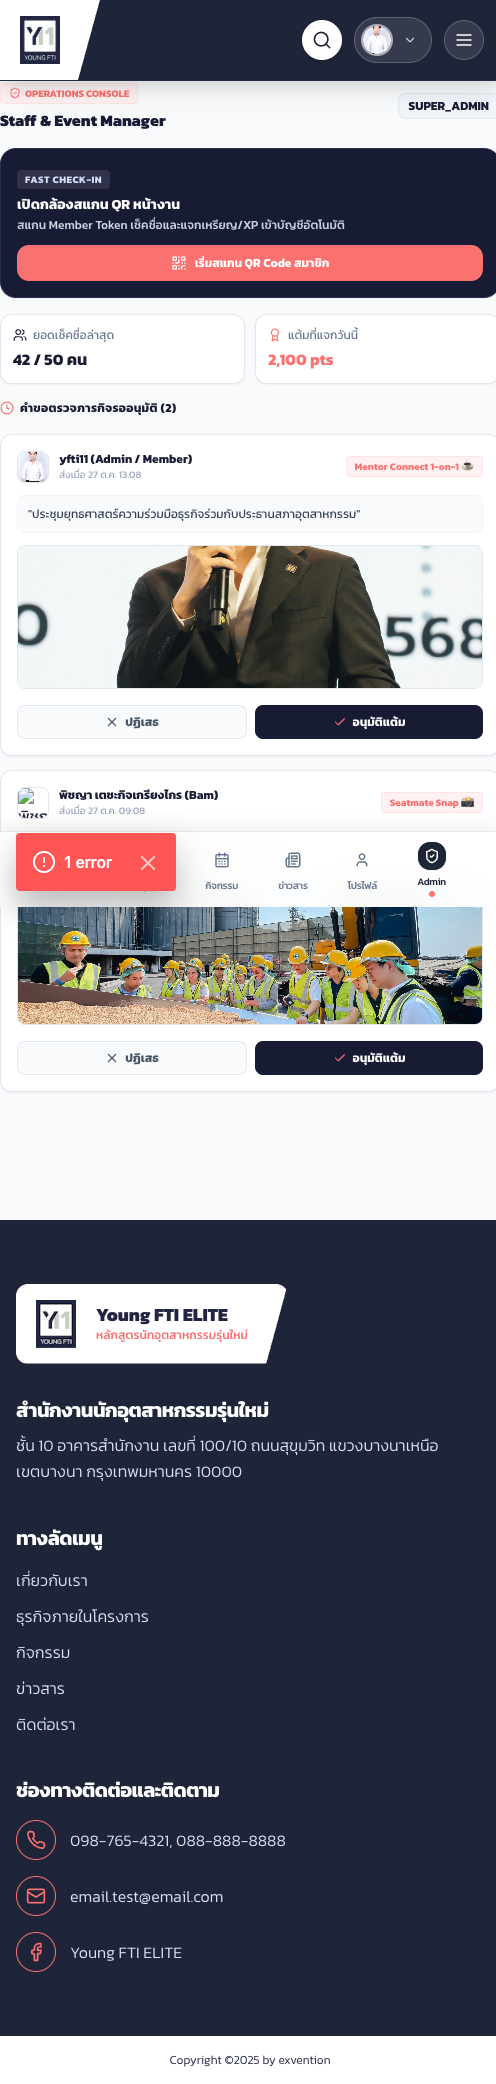 YOUNG FTI
OPERATIONS CONSOLE
Staff & Event Manager
SUPER_ADMIN
FAST CHECK-IN
เปิดกล้องสแกน QR หน้างาน
สแกน Member Token เช็คชื่อและแจกเหรียญ/XP เข้าบัญชีอัตโนมัติ
เริ่มสแกน QR Code สมาชิก
ยอดเช็คชื่อล่าสุด
42 / 50 คน
แต้มที่แจกวันนี้
2,100 pts
คำขอตรวจภารกิจรออนุมัติ (2)
yfti11 (Admin / Member)
ส่งเมื่อ 27 ต.ค. 13:08
Mentor Connect 1-on-1 ☕
"ประชุมยุทธศาสตร์ความร่วมมือธุรกิจร่วมกับประธานสภาอุตสาหกรรม"
568
ปฏิเสธ
อนุมัติแต้ม
พิชญา เตชะกิจเกรียงไกร (Bam)
ส่งเมื่อ 27 ต.ค. 09:08
Seatmate Snap 📸
1 error
กิจกรรม
ข่าวสาร
โปรไฟล์
Admin
ปฏิเสธ
อนุมัติแต้ม
YOUNG FTI
Young FTI ELITE
หลักสูตรนักอุตสาหกรรมรุ่นใหม่
สำนักงานนักอุตสาหกรรมรุ่นใหม่
ชั้น 10 อาคารสำนักงาน เลขที่ 100/10 ถนนสุขุมวิท แขวงบางนาเหนือ
เขตบางนา กรุงเทพมหานคร 10000
ทางลัดเมนู
เกี่ยวกับเรา
ธุรกิจภายในโครงการ
กิจกรรม
ข่าวสาร
ติดต่อเรา
ช่องทางติดต่อและติดตาม
098-765-4321, 088-888-8888
email.test@email.com
Young FTI ELITE
Copyright ©2025 by exvention